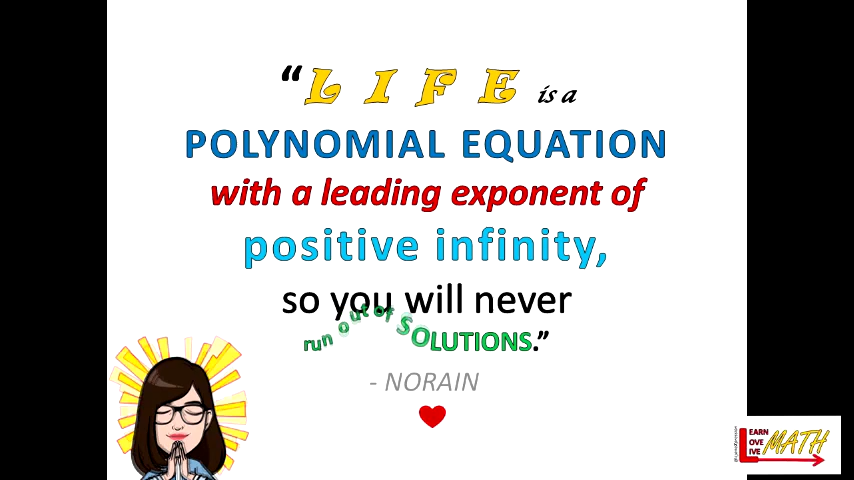 “LIFE is a
POLYNOMIAL EQUATION
with a leading exponent of
positive infinity,
so you will never
run out of SOLUTIONS.”
- NORAIN
LEARN
LOVE
LIVE
MATH